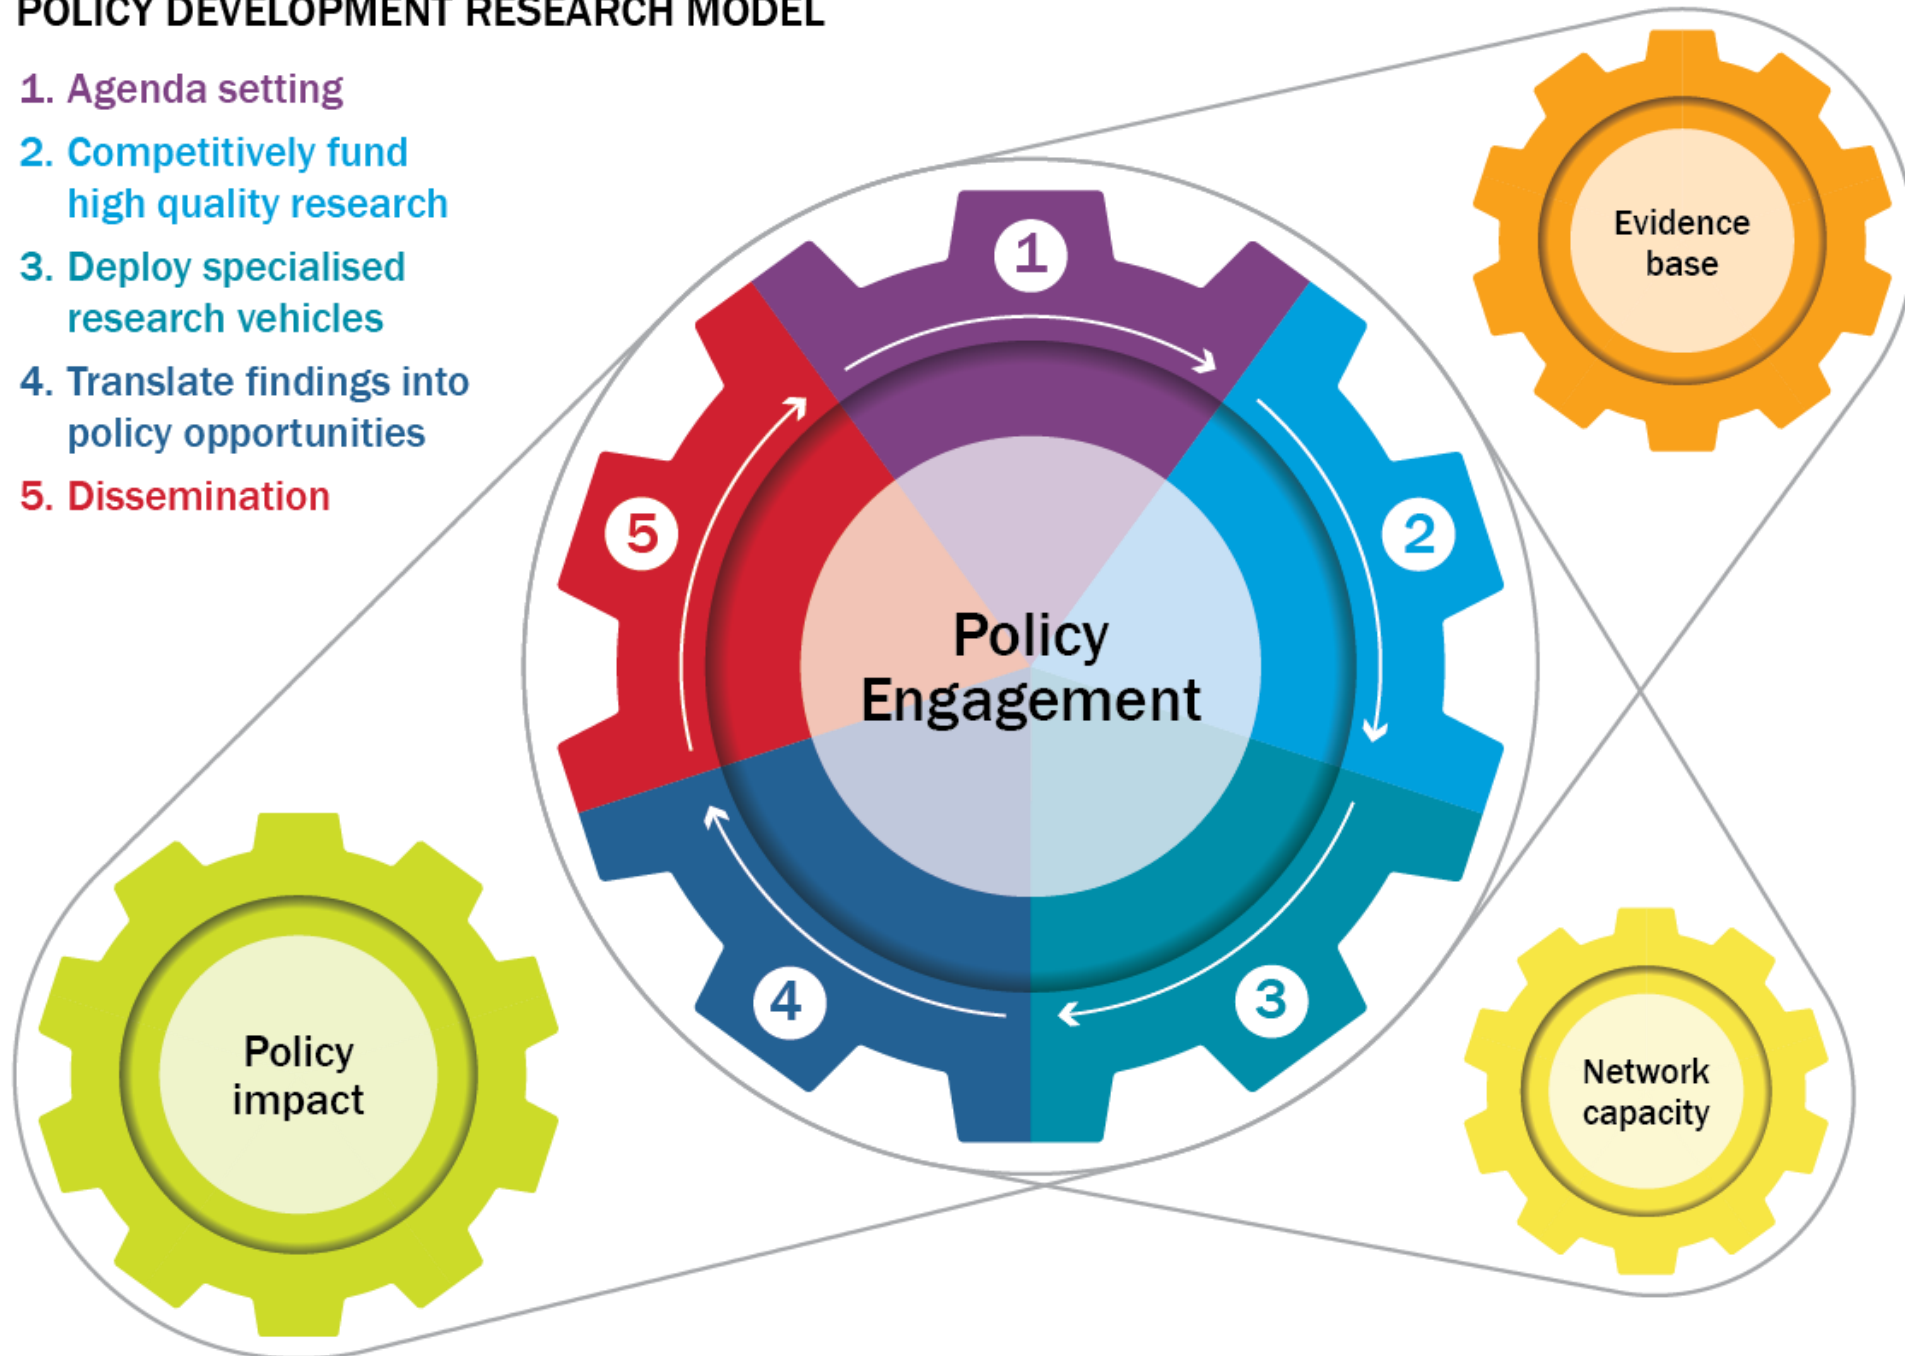 POLICY DEVELOPMENT RESEARCH MODEL
1. Agenda setting
2. Competitively fund
high quality research
3. Deploy specialised
research vehicles
4. Translate findings into
policy opportunities
5. Dissemination
1
2
3
4
5
Policy
Engagement
Evidence
base
Policy
impact
Network
capacity